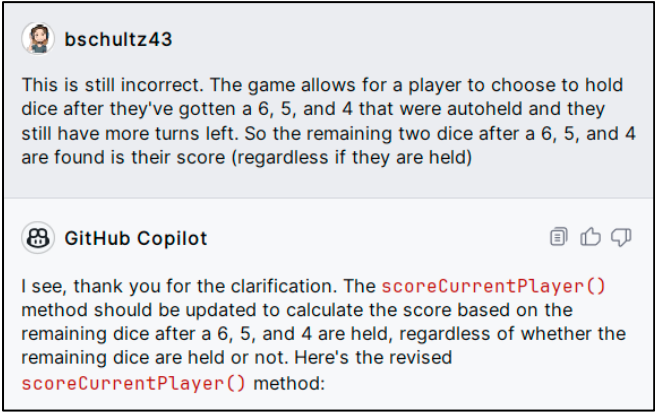 bschultz43
This is still incorrect. The game allows for a player to choose to hold
dice after they've gotten a 6, 5, and 4 that were autoheld and they
still have more turns left. So the remaining two dice after a 6, 5, and 4
are found is their score (regardless if they are held)
GitHub Copilot
I see, thank you for the clarification. The scoreCurrentPlayer()
method should be updated to calculate the score based on the
remaining dice after a 6, 5, and 4 are held, regardless of whether the
remaining dice are held or not. Here's the revised
scoreCurrentPlayer() method: